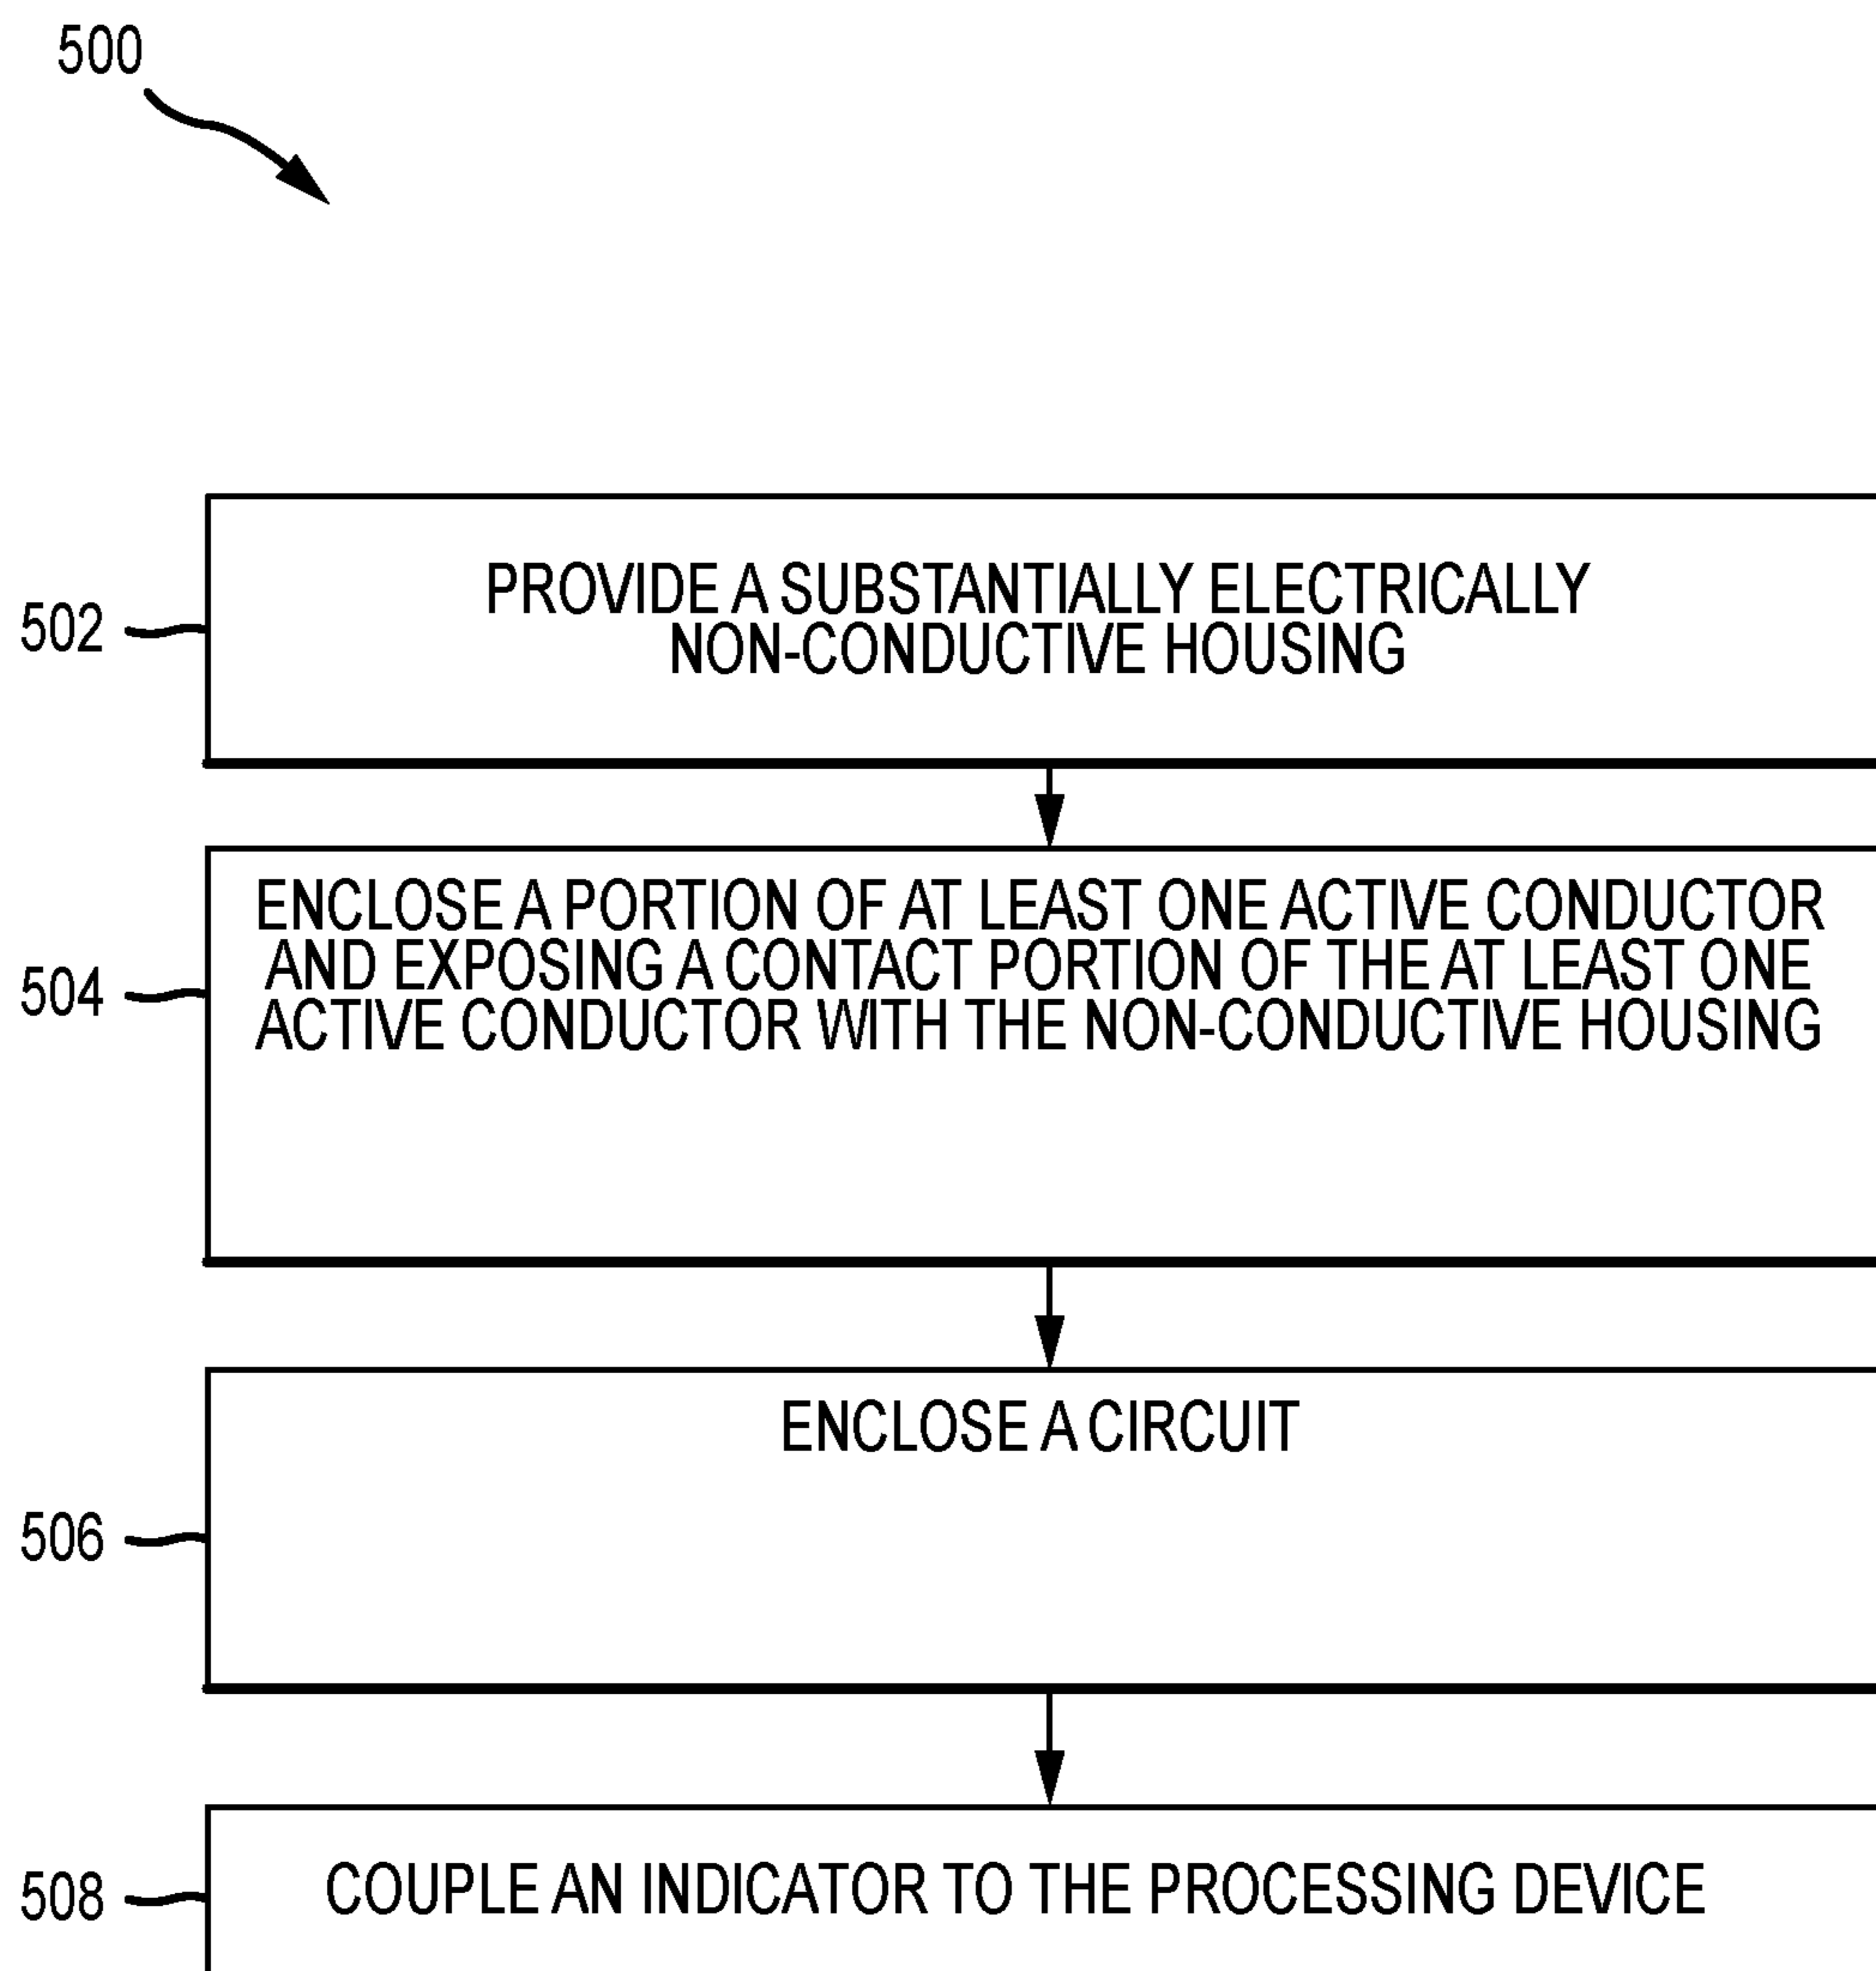 500
502
PROVIDE A SUBSTANTIALLY ELECTRICALLY
NON-CONDUCTIVE HOUSING
504
ENCLOSE A PORTION OF AT LEAST ONE ACTIVE CONDUCTOR
AND EXPOSING A CONTACT PORTION OF THE AT LEAST ONE
ACTIVE CONDUCTOR WITH THE NON-CONDUCTIVE HOUSING
506
ENCLOSE A CIRCUIT
508
COUPLE AN INDICATOR TO THE PROCESSING DEVICE